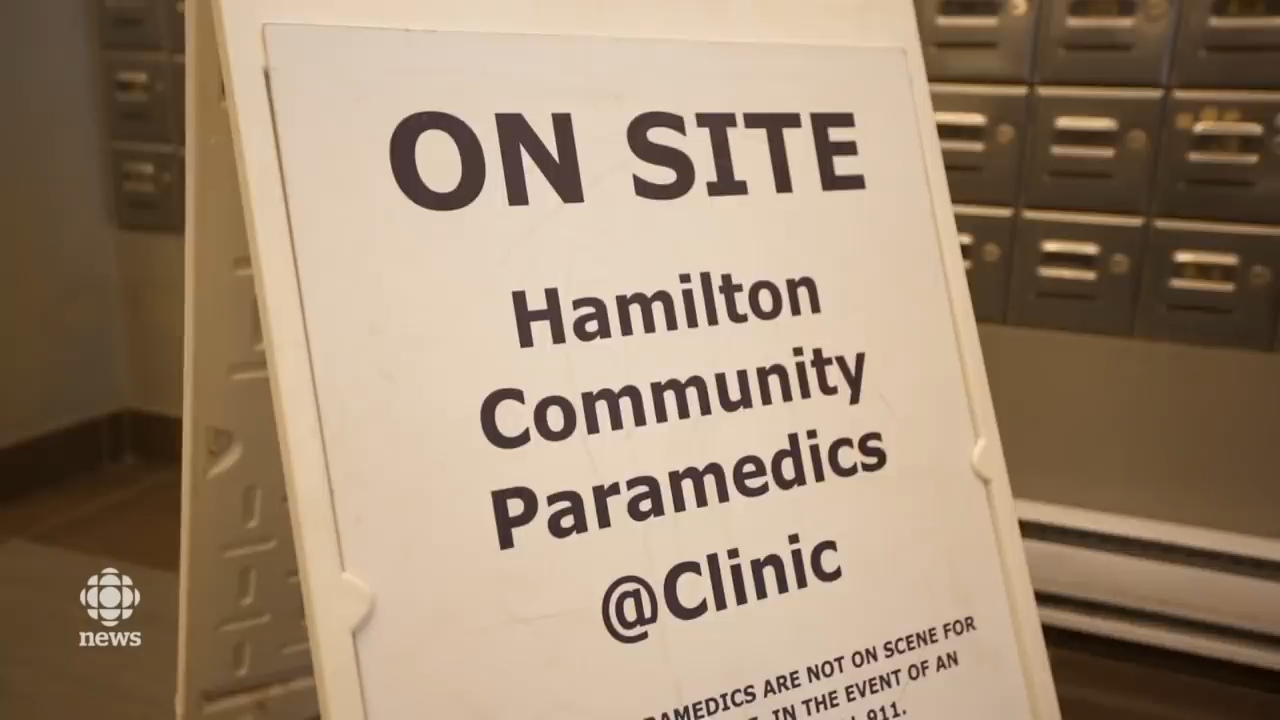 ON SITE
Hamilton
Community
Paramedics
@Clinic
ARE NOT ON SCENE FOR
IN THE EVENT OF AN
911.
news